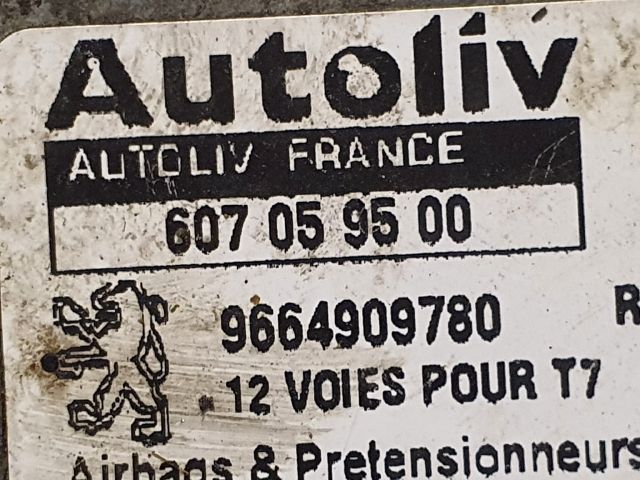 Autoliv
AUTOLIV FRANCE
607 05 95 00
9664909780 R
12 VOIES POUR T7
Airbags & Pretensionneurs